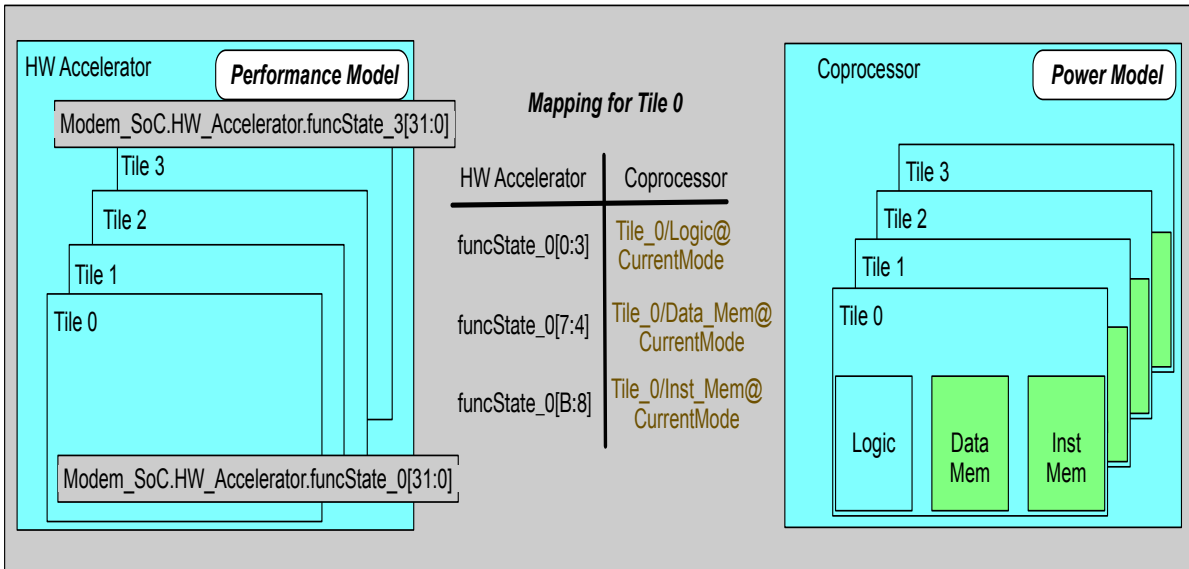 HW Accelerator
Performance Model
Modem_SoC.HW_Accelerator.funcState_3[31:0]
Tile 3
Tile 2
Tile 1
Tile 0
Modem_SoC.HW_Accelerator.funcState_0[31:0]
Mapping for Tile 0
HW Accelerator
Coprocessor
funcState_0[0:3]
Tile_0/Logic@
CurrentMode
funcState_0[7:4]
Tile_0/Data_Mem@
CurrentMode
funcState_0[B:8]
Tile_0/Inst_Mem@
CurrentMode
Coprocessor
Power Model
Tile 3
Tile 2
Tile 1
Tile 0
Logic
Data
Mem
Inst
Mem